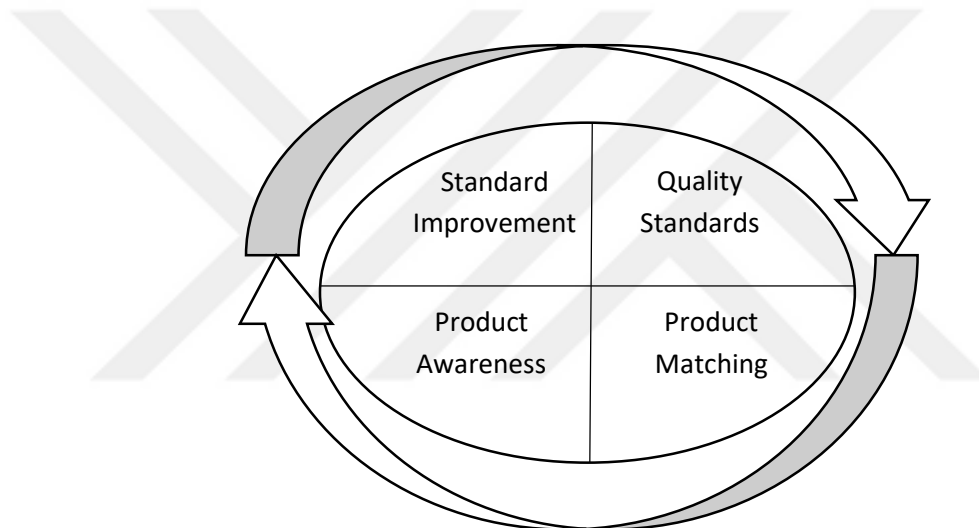 Standard
Improvement
Quality
Standards
Product
Awareness
Product
Matching